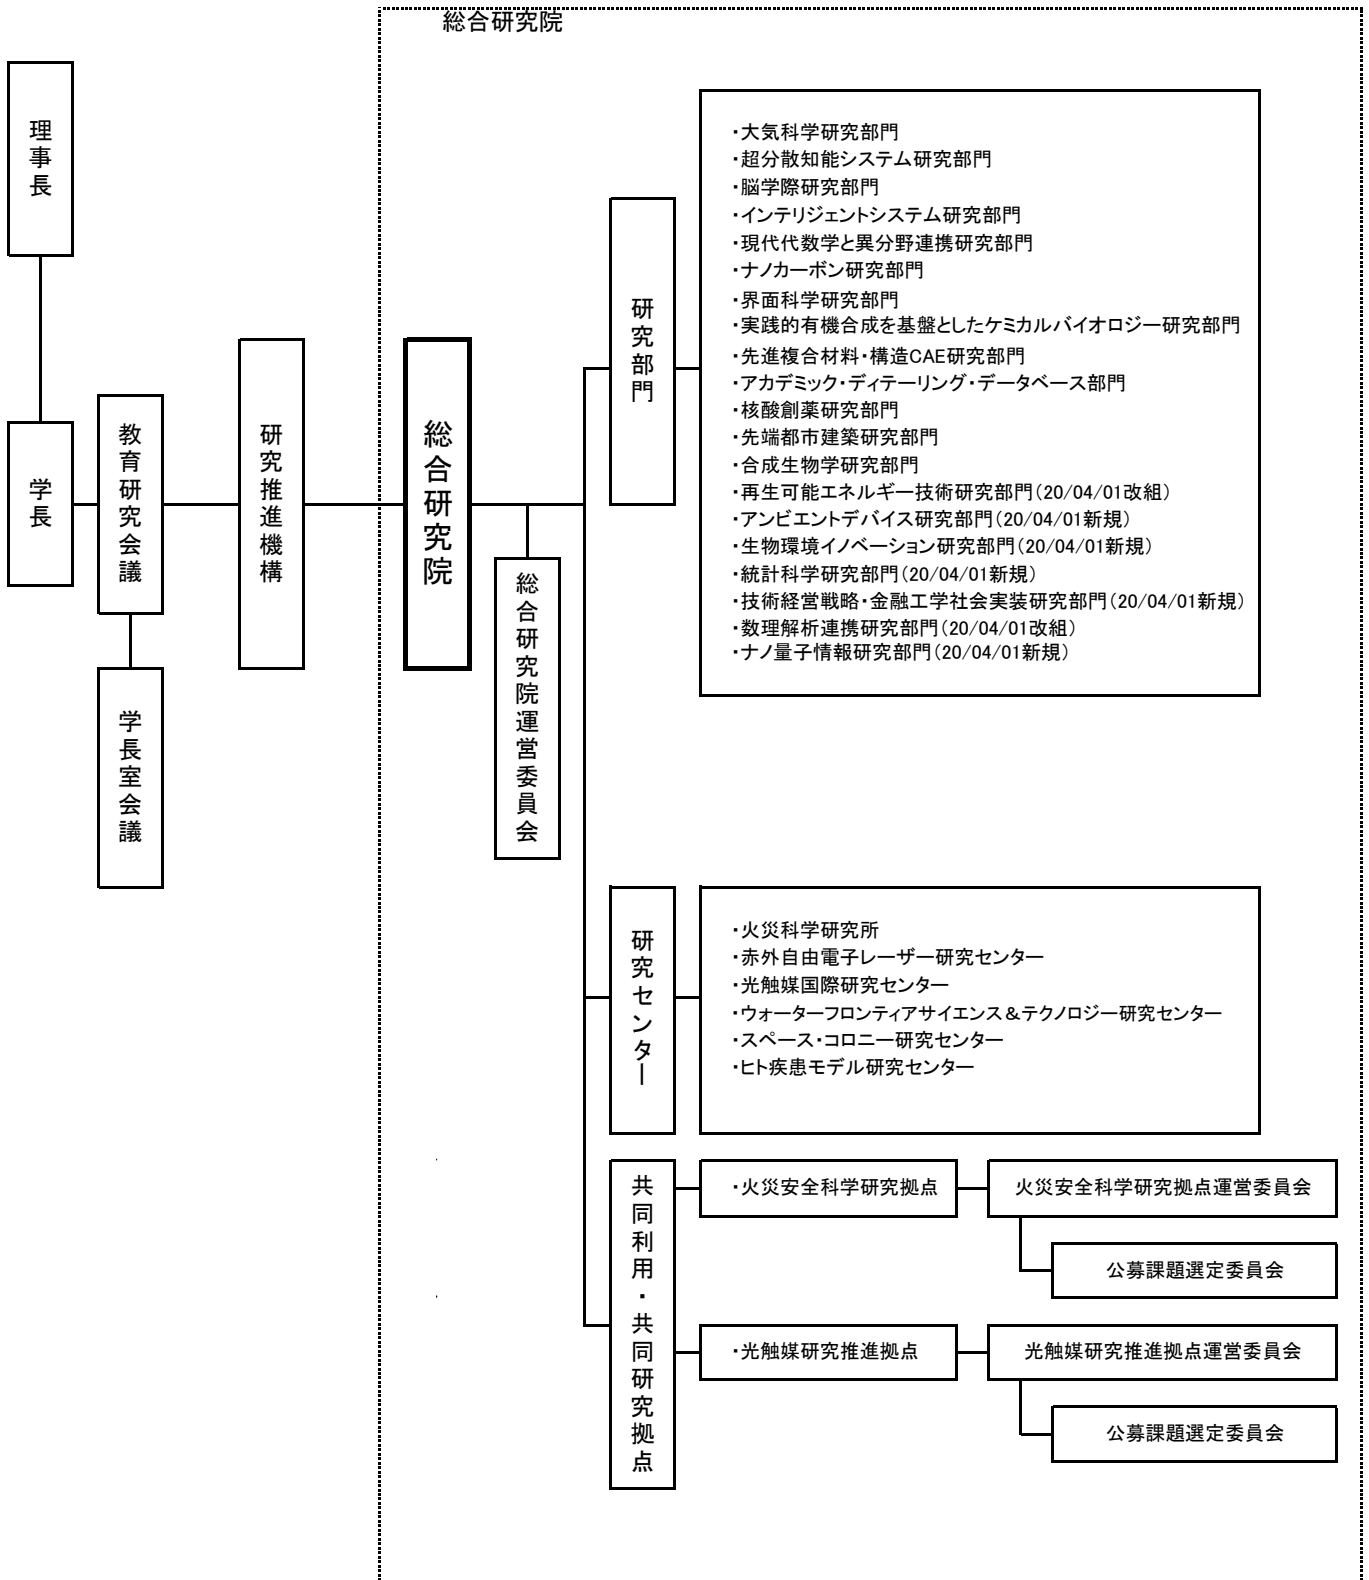 総合研究院
理事長
学長
教育研究会議
学長室会議
研究推進機構
総合研究院
総合研究院運営委員会
研究部門
・大気科学研究部門
・超分散知能システム研究部門
・脳学際研究部門
・インテリジェントシステム研究部門
・現代代数学と異分野連携研究部門
・ナノカーボン研究部門
・界面科学研究部門
・実践的有機合成を基盤としたケミカルバイオロジー研究部門
・先進複合材料・構造CAE研究部門
・アカデミック・ディテーリング・データベース部門
・核酸創薬研究部門
・先端都市建築研究部門
・合成生物学研究部門
・再生可能エネルギー技術研究部門(20/04/01改組)
・アンビエントデバイス研究部門(20/04/01新規)
・生物環境イノベーション研究部門(20/04/01新規)
・統計科学研究部門(20/04/01新規)
・技術経営戦略・金融工学社会実装研究部門(20/04/01新規)
・数理解析連携研究部門(20/04/01改組)
・ナノ量子情報研究部門(20/04/01新規)
研究センター
・火災科学研究所
・赤外自由電子レーザー研究センター
・光触媒国際研究センター
・ウォーターフロンティアサイエンス＆テクノロジー研究センター
・スペース・コロニー研究センター
・ヒト疾患モデル研究センター
共同利用・共同研究拠点
・火災安全科学研究拠点
火災安全科学研究拠点運営委員会
公募課題選定委員会
・光触媒研究推進拠点
光触媒研究推進拠点運営委員会
公募課題選定委員会